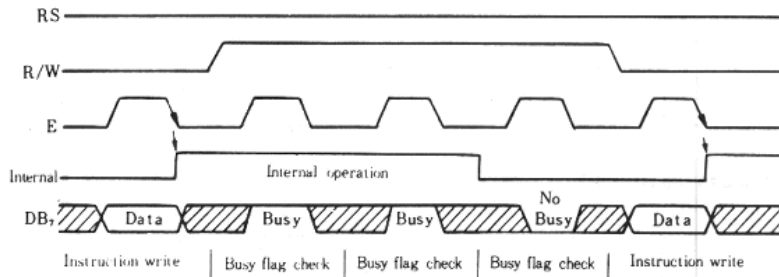 RS
R/W
E
Internal Internal operation
DB₇ Data Busy Busy No Busy Data
Instruction write Busy flag check Busy flag check Busy flag check Instruction write